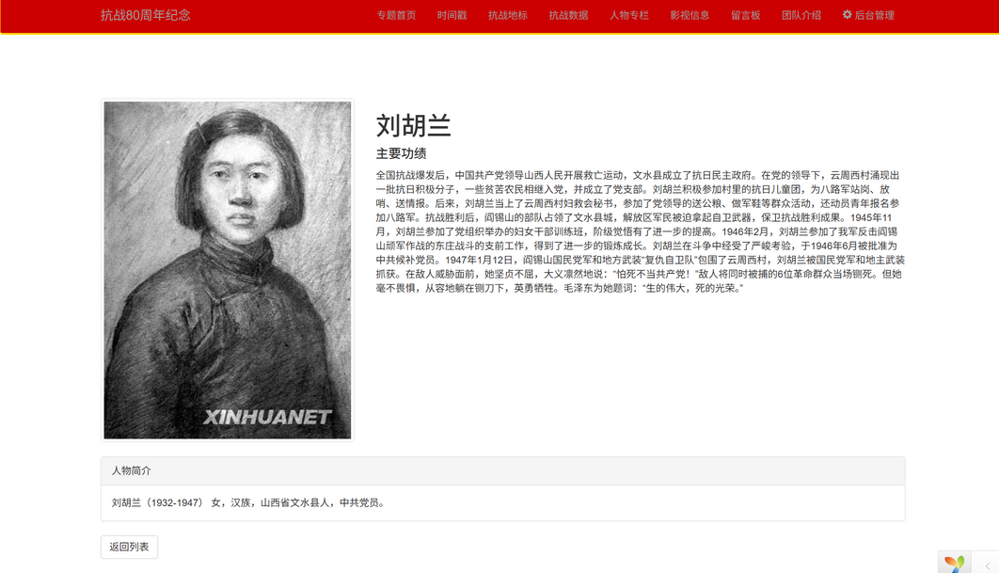 抗战80周年纪念 专题首页 时间戳 抗战地标 抗战数据 人物专栏 影视信息 留言板 团队介绍 后台管理
刘胡兰
主要功绩
全国抗战爆发后，中国共产党领导山西人民开展救亡运动，文水县成立了抗日民主政府。在党的领导下，云周西村涌现出
一批抗日积极分子，一些贫苦农民相继入党，并成立了党支部。刘胡兰积极参加村里的抗日儿童团，为八路军站岗、放
哨、送情报。后来，刘胡兰当上了云周西村妇救会秘书，参加了党领导的送公粮、做军鞋等群众活动，还动员青年报名参
加八路军。抗战胜利后，阎锡山的部队占领了文水县城，解放区军民被迫拿起自卫武器，保卫抗战胜利成果。1945年11
月，刘胡兰参加了党组织举办的妇女干部训练班，阶级觉悟有了进一步的提高。1946年2月，刘胡兰参加了我军反击阎锡
山顽军作战的东庄战斗的支前工作，得到了进一步的锻炼成长。刘胡兰在斗争中经受了严峻考验，于1946年6月被批准为
中共候补党员。1947年1月12日，阎锡山国民党军和地方武装“复仇自卫队”包围了云周西村，刘胡兰被国民党军和地主武装
抓获。在敌人威胁面前，她坚贞不屈，大义凛然地说：“怕死不当共产党！”敌人将同时被捕的6位革命群众当场铡死。但她
毫不畏惧，从容地躺在铡刀下，英勇牺牲。毛泽东为她题词：“生的伟大，死的光荣。”
XINHUANET
人物简介
刘胡兰（1932-1947） 女，汉族，山西省文水县人，中共党员。
返回列表